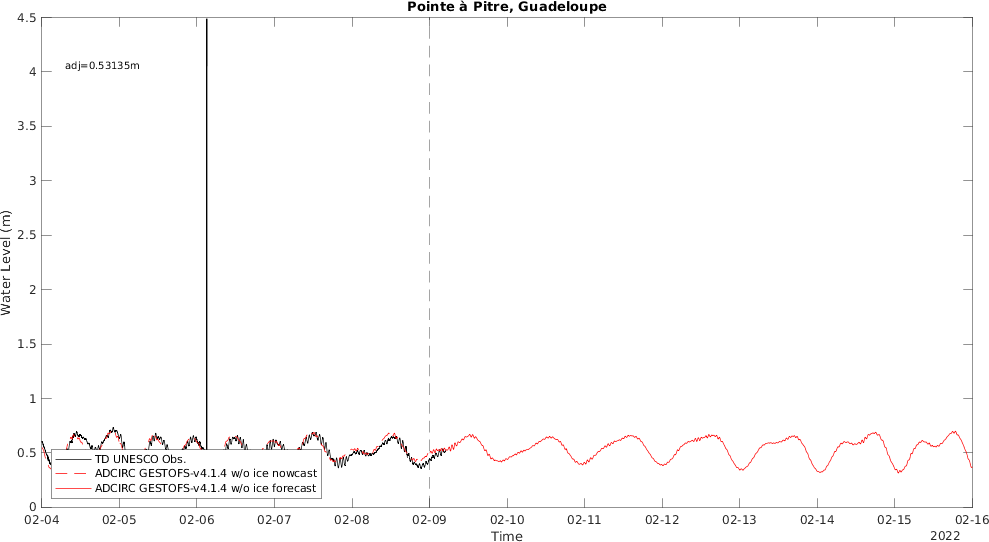 Pointe à Pitre, Guadeloupe
4.5
adj=0.53135m
4
3.5
3
2.5
2
1.5
1
0.5
0
Water Level (m)
TD UNESCO Obs.
ADCIRC GESTOFS-v4.1.4 w/o ice nowcast
ADCIRC GESTOFS-v4.1.4 w/o ice forecast
02-04 02-05 02-06 02-07 02-08 02-09 02-10 02-11 02-12 02-13 02-14 02-15 02-16
Time
2022